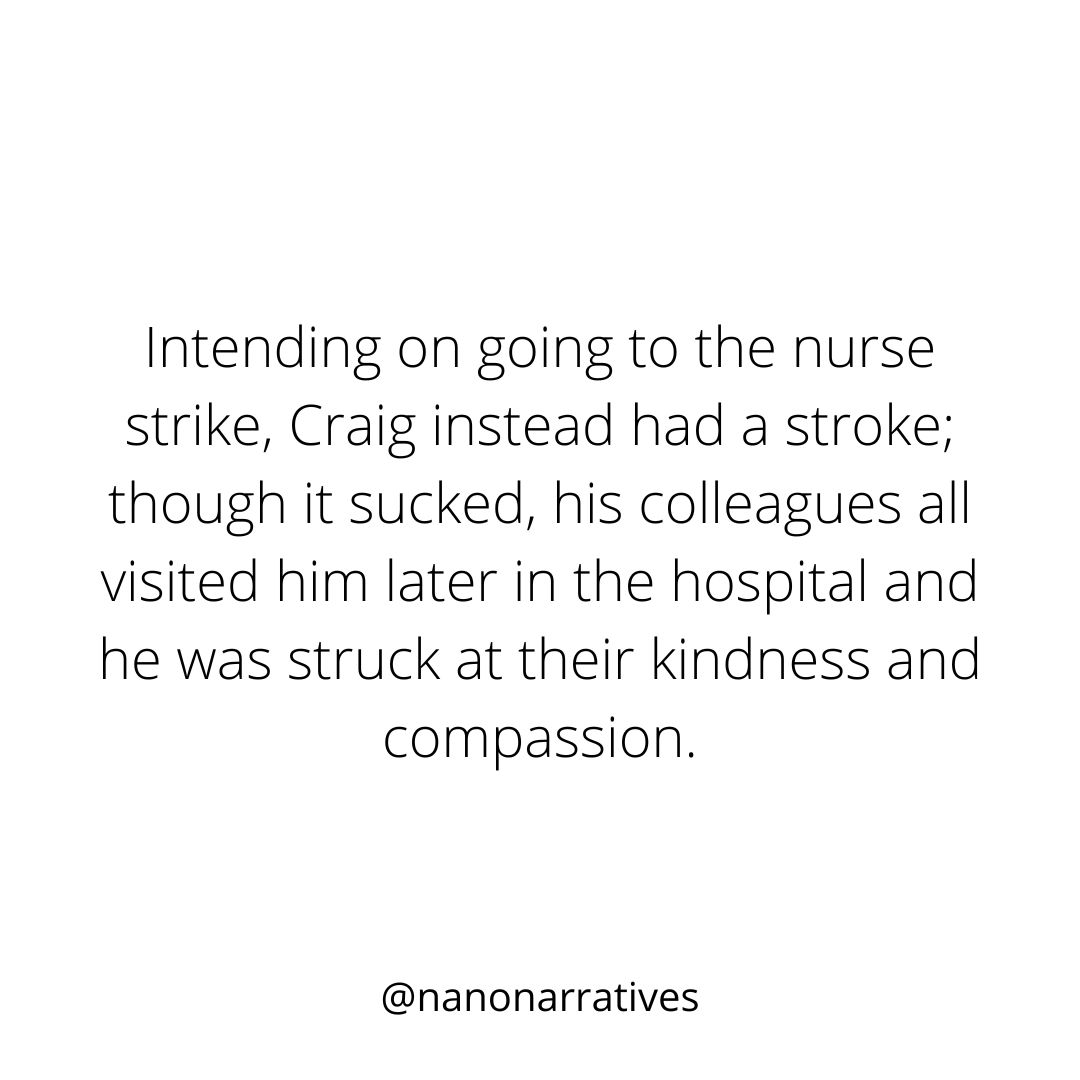 Intending on going to the nurse
strike, Craig instead had a stroke;
though it sucked, his colleagues all
visited him later in the hospital and
he was struck at their kindness and
compassion.
@nanonarratives